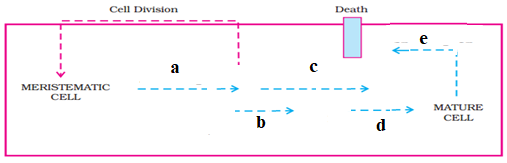 Cell Division
Death
a
c
e
MERISTEMATIC
CELL
b
d
MATURE
CELL